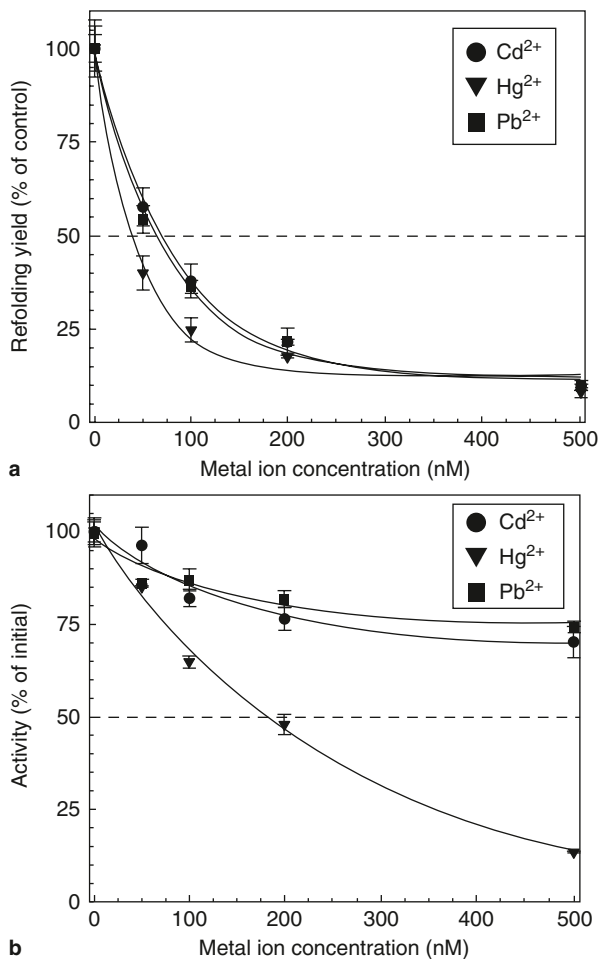 Refolding yield (% of control)
100
75
50
25
0
Cd2+
Hg2+
Pb2+
0
100
200
300
400
500
Metal ion concentration (nM)
a
Activity (% of initial)
100
75
50
25
0
Cd2+
Hg2+
Pb2+
0
100
200
300
400
500
Metal ion concentration (nM)
b